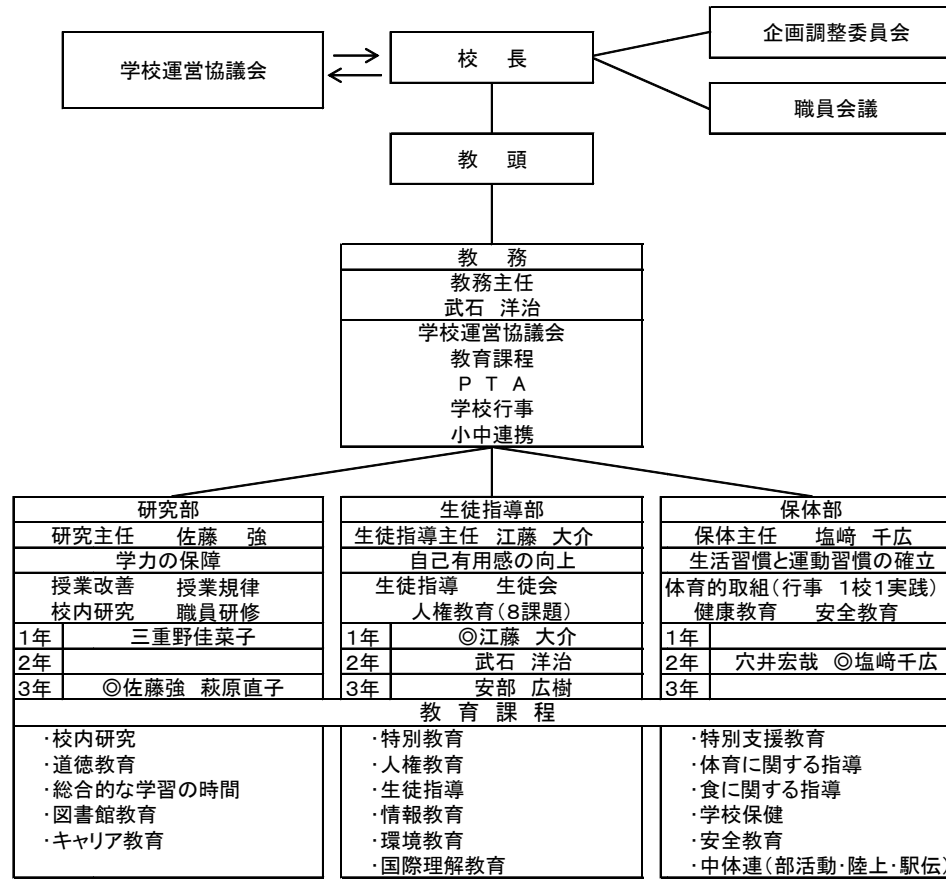 企画調整委員会
学校運営協議会
校 長
職員会議
教 頭
教 務
教務主任
武石 洋治
学校運営協議会
教育課程
P T A
学校行事
小中連携
研究部
研究主任 佐藤 強
学力の保障
授業改善 授業規律
校内研究 職員研修
1年 三重野佳菜子
2年
3年 ◎佐藤強 萩原直子
生徒指導部
生徒指導主任 江藤 大介
自己有用感の向上
生徒指導 生徒会
人権教育(8課題)
1年 ◎江藤 大介
2年 武石 洋治
3年 安部 広樹
保体部
保体主任 塩﨑 千広
生活習慣と運動習慣の確立
体育的取組(行事 1校1実践)
健康教育 安全教育
1年
2年 穴井宏哉 ◎塩﨑千広
3年
教 育 課 程
・校内研究
・道徳教育
・総合的な学習の時間
・図書館教育
・キャリア教育
・特別教育
・人権教育
・生徒指導
・情報教育
・環境教育
・国際理解教育
・特別支援教育
・体育に関する指導
・食に関する指導
・学校保健
・安全教育
・中体連(部活動・陸上・駅伝)